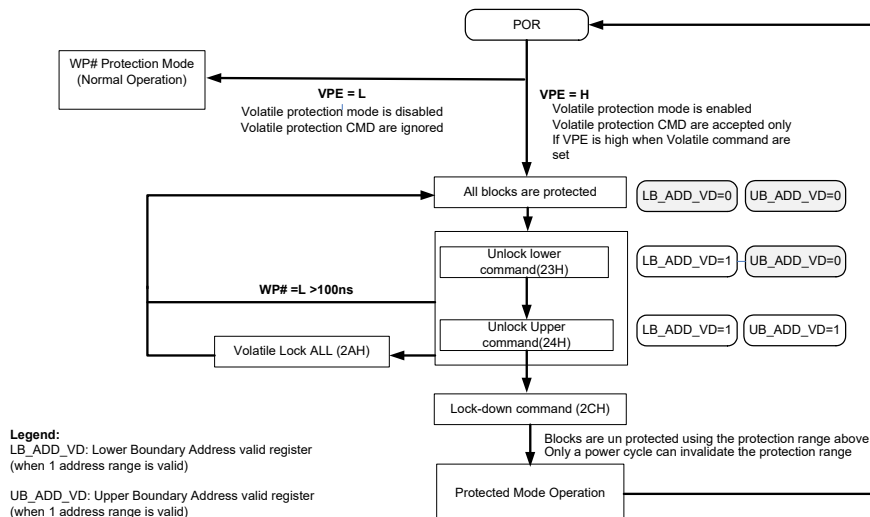 POR
WP# Protection Mode
(Normal Operation)
VPE = L
Volatile protection mode is disabled
Volatile protection CMD are ignored
VPE = H
Volatile protection mode is enabled
Volatile protection CMD are accepted only
If VPE is high when Volatile command are
set
All blocks are protected
LB_ADD_VD=0
UB_ADD_VD=0
Unlock lower
command(23H)
LB_ADD_VD=1
UB_ADD_VD=0
WP# =L >100ns
Unlock Upper
command(24H)
LB_ADD_VD=1
UB_ADD_VD=1
Volatile Lock ALL (2AH)
Lock-down command (2CH)
Blocks are un protected using the protection range above
Only a power cycle can invalidate the protection range
Protected Mode Operation
Legend:
LB_ADD_VD: Lower Boundary Address valid register
(when 1 address range is valid)
UB_ADD_VD: Upper Boundary Address valid register
(when 1 address range is valid)